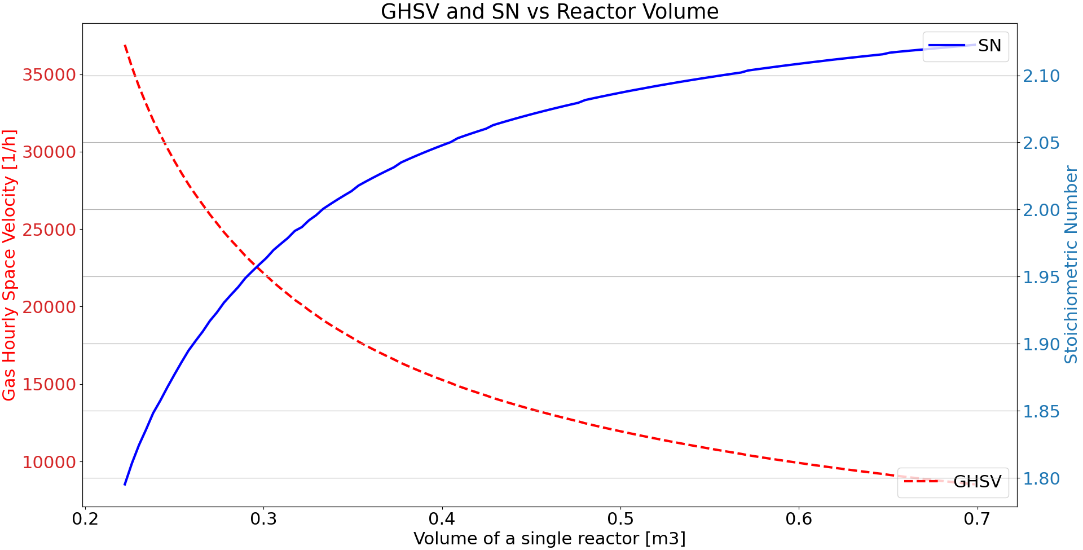 GHSV and SN vs Reactor Volume
Gas Hourly Space Velocity [1/h]
35000
30000
25000
20000
15000
10000
SN
GHSV
2.10
2.05
2.00
1.95
1.90
1.85
1.80
Stoichiometric Number
0.2 0.3 0.4 0.5 0.6 0.7
Volume of a single reactor [m3]